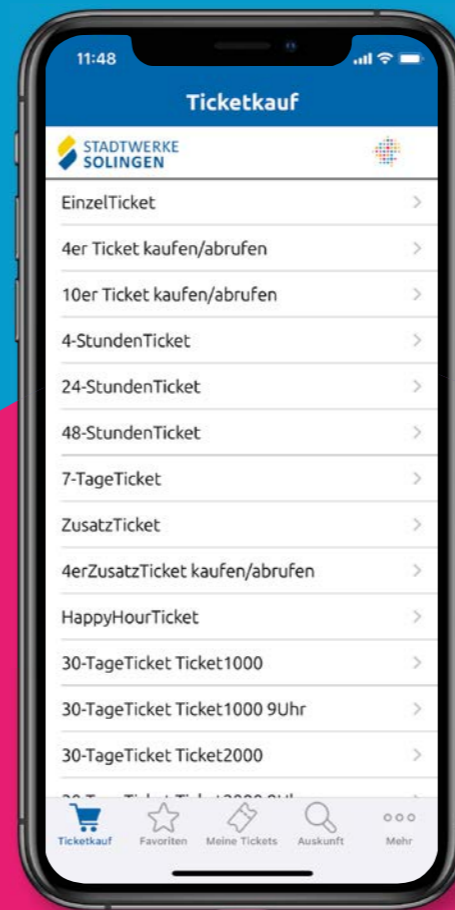 11:48
Ticketkauf
STADTWERKE
SOLINGEN
EinzelTicket
4er Ticket kaufen/abrufen
10er Ticket kaufen/abrufen
4-StundenTicket
24-StundenTicket
48-StundenTicket
7-TageTicket
ZusatzTicket
4erZusatzTicket kaufen/abrufen
HappyHourTicket
30-TageTicket Ticket1000
30-TageTicket Ticket1000 9Uhr
30-TageTicket Ticket2000
Ticketkauf Favoriten Meine Tickets Auskunft Mehr